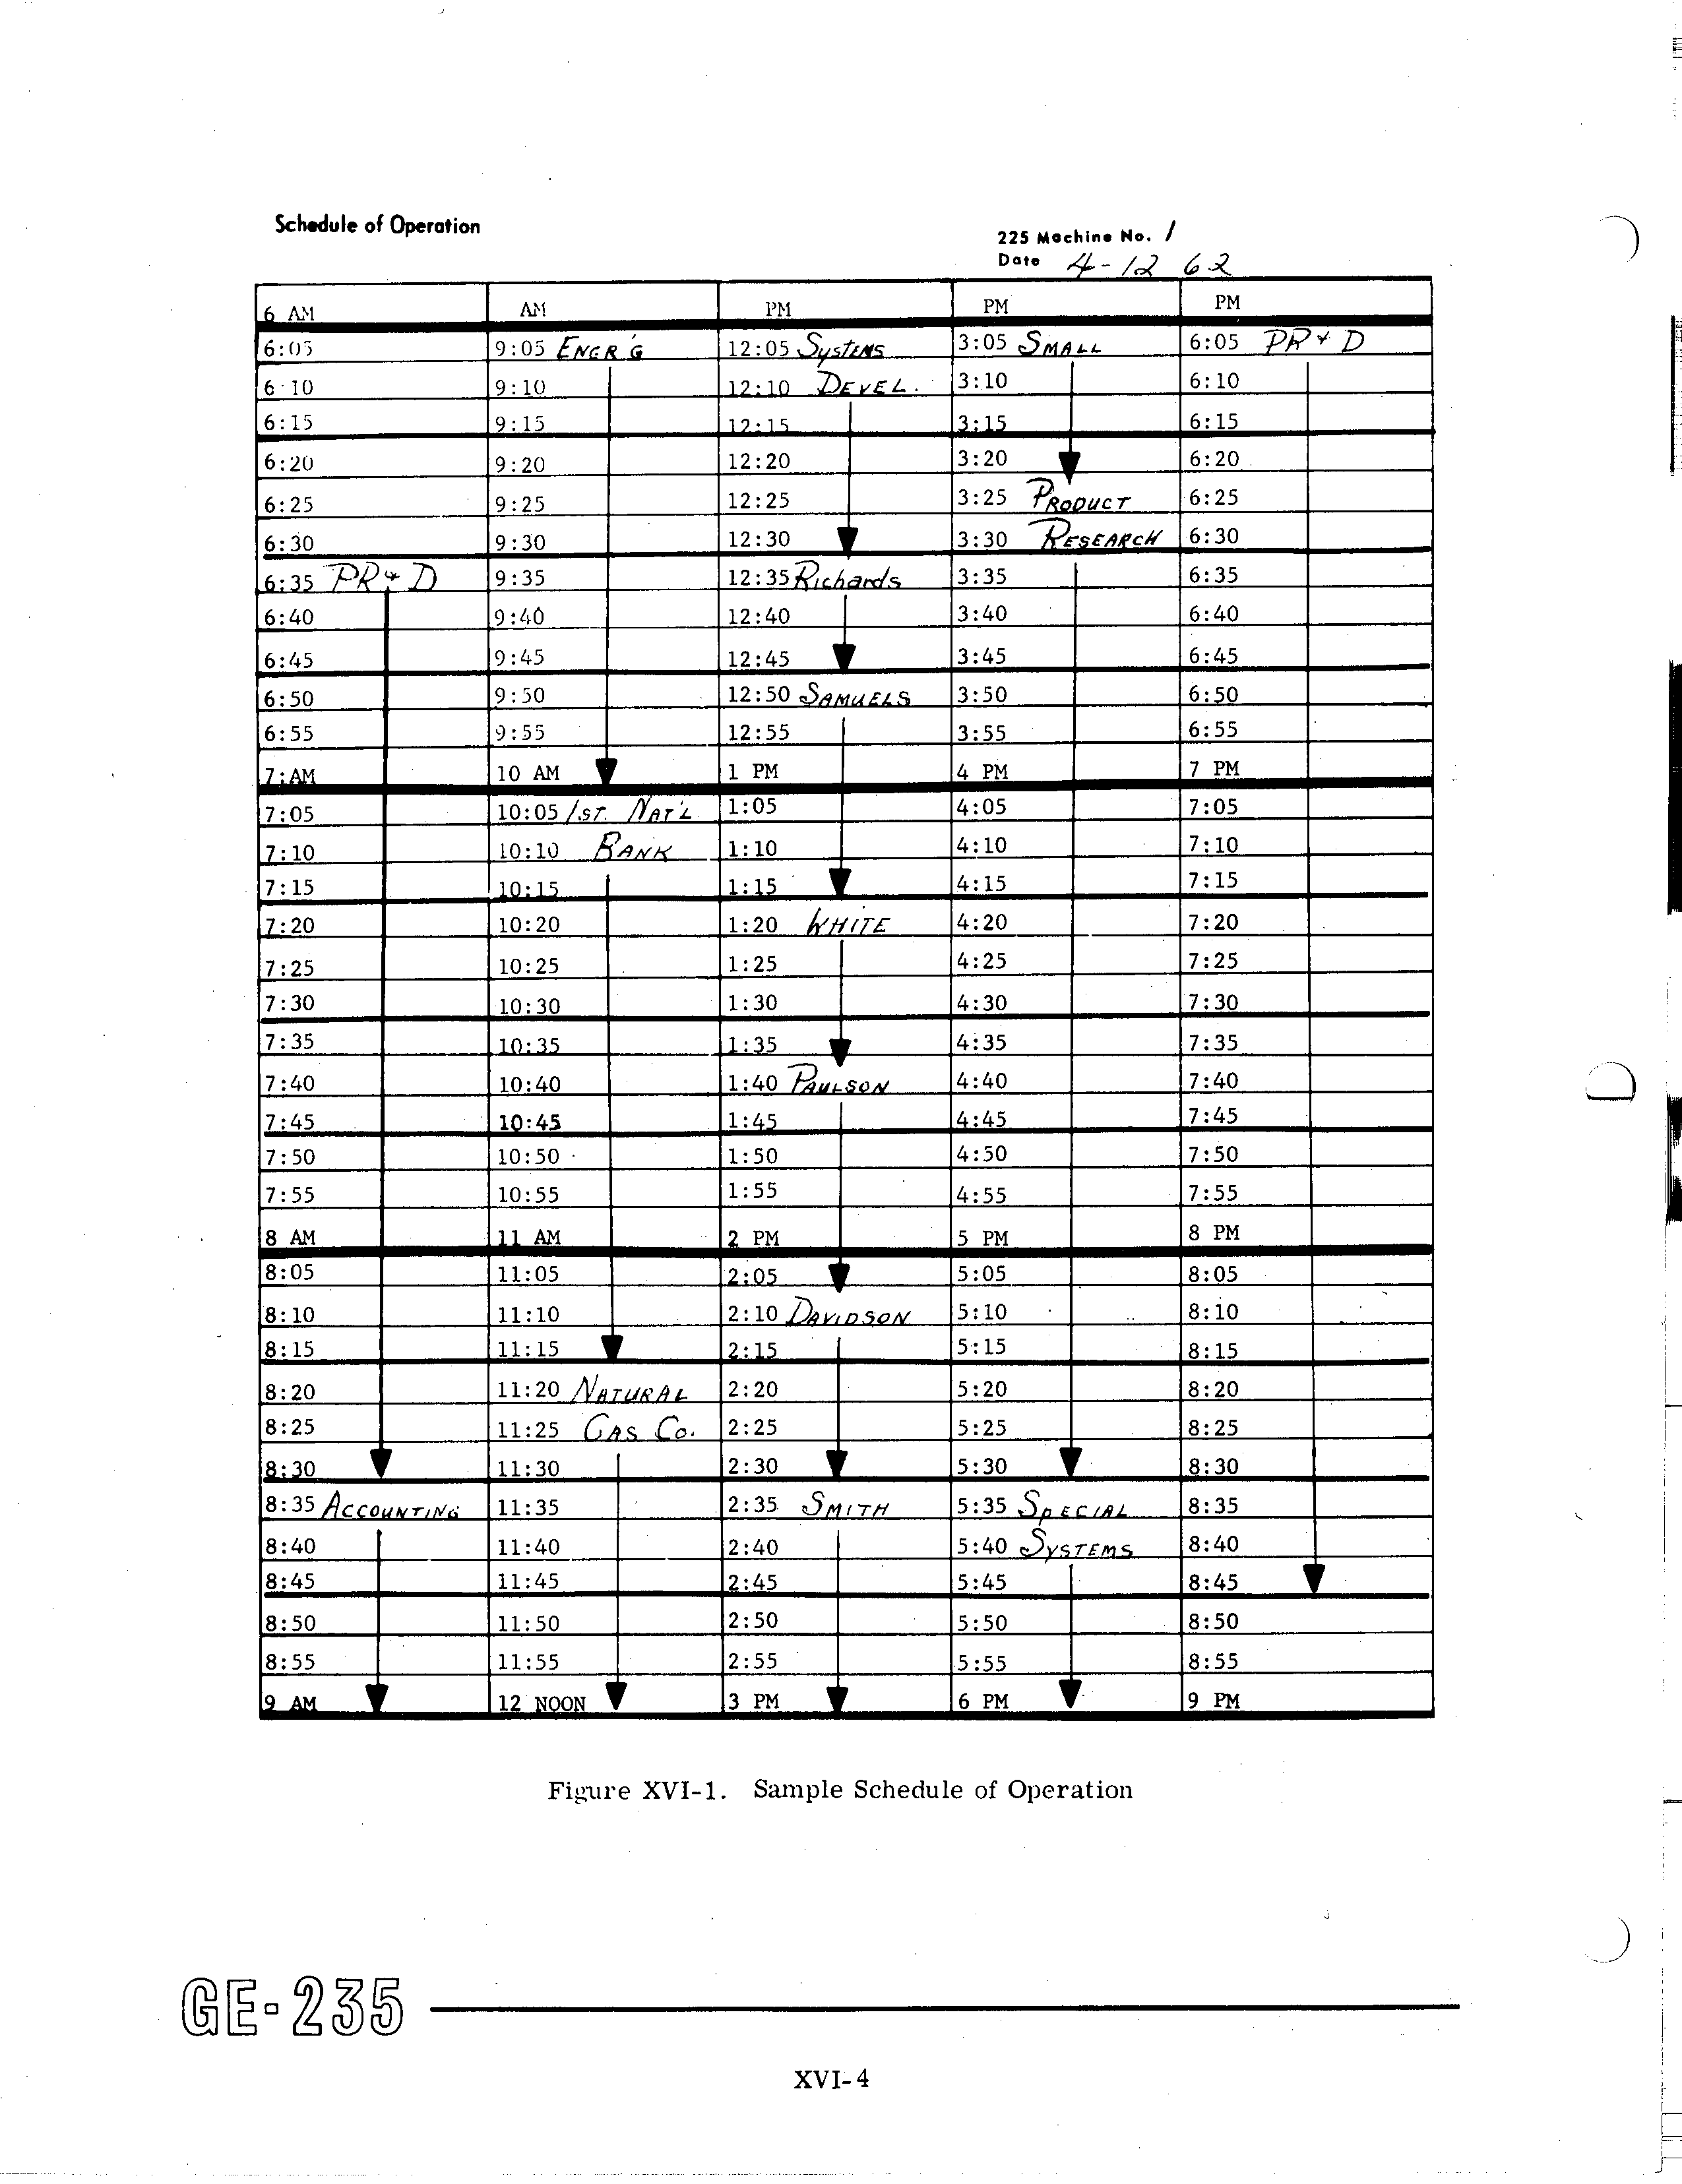 Schedule of Operation
225 Machine No. 1
Date 4-12 62
6 AM AM PM PM PM
6:05 9:05 ENGR'G 12:05 Systems 3:05 SMALL 6:05 PR & D
6:10 9:10 12:10 DEVEL. 3:10 6:10
6:15 9:15 12:15 3:15 6:15
6:20 9:20 12:20 3:20 6:20
6:25 9:25 12:25 3:25 PRODUCT 6:25
6:30 9:30 12:30 3:30 RESEARCH 6:30
6:35 PR & D 9:35 12:35 Richards 3:35 6:35
6:40 9:40 12:40 3:40 6:40
6:45 9:45 12:45 3:45 6:45
6:50 9:50 12:50 SAMUELS 3:50 6:50
6:55 9:55 12:55 3:55 6:55
7:AM 10 AM 1 PM 4 PM 7 PM
7:05 10:05 1ST. NAT'L 1:05 4:05 7:05
7:10 10:10 BANK 1:10 4:10 7:10
7:15 10:15 1:15 4:15 7:15
7:20 10:20 1:20 WHITE 4:20 7:20
7:25 10:25 1:25 4:25 7:25
7:30 10:30 1:30 4:30 7:30
7:35 10:35 1:35 4:35 7:35
7:40 10:40 1:40 PAULSON 4:40 7:40
7:45 10:45 1:45 4:45 7:45
7:50 10:50 1:50 4:50 7:50
7:55 10:55 1:55 4:55 7:55
8 AM 11 AM 2 PM 5 PM 8 PM
8:05 11:05 2:05 5:05 8:05
8:10 11:10 2:10 DAVIDSON 5:10 8:10
8:15 11:15 2:15 5:15 8:15
8:20 11:20 NATURAL 2:20 5:20 8:20
8:25 11:25 GAS Co. 2:25 5:25 8:25
8:30 11:30 2:30 5:30 8:30
8:35 ACCOUNTING 11:35 2:35 SMITH 5:35 SPECIAL 8:35
8:40 11:40 2:40 5:40 SYSTEMS 8:40
8:45 11:45 2:45 5:45 8:45
8:50 11:50 2:50 5:50 8:50
8:55 11:55 2:55 5:55 8:55
9 AM 12 NOON 3 PM 6 PM 9 PM
Figure XVI-1. Sample Schedule of Operation
GE-235
XVI-4